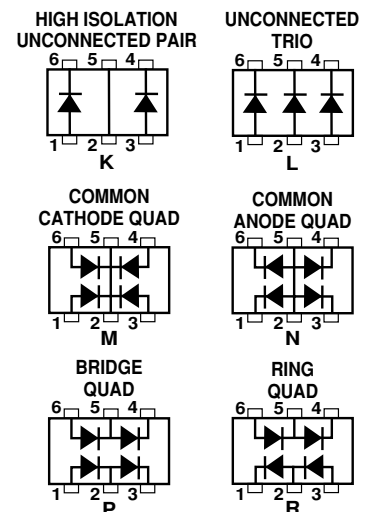 HIGH ISOLATION
UNCONNECTED PAIR
6 5 4
1 2 3
K
UNCONNECTED
TRIO
6 5 4
1 2 3
L
COMMON
CATHODE QUAD
6 5 4
1 2 3
M
COMMON
ANODE QUAD
6 5 4
1 2 3
N
BRIDGE
QUAD
6 5 4
1 2 3
P
RING
QUAD
6 5 4
1 2 3
R